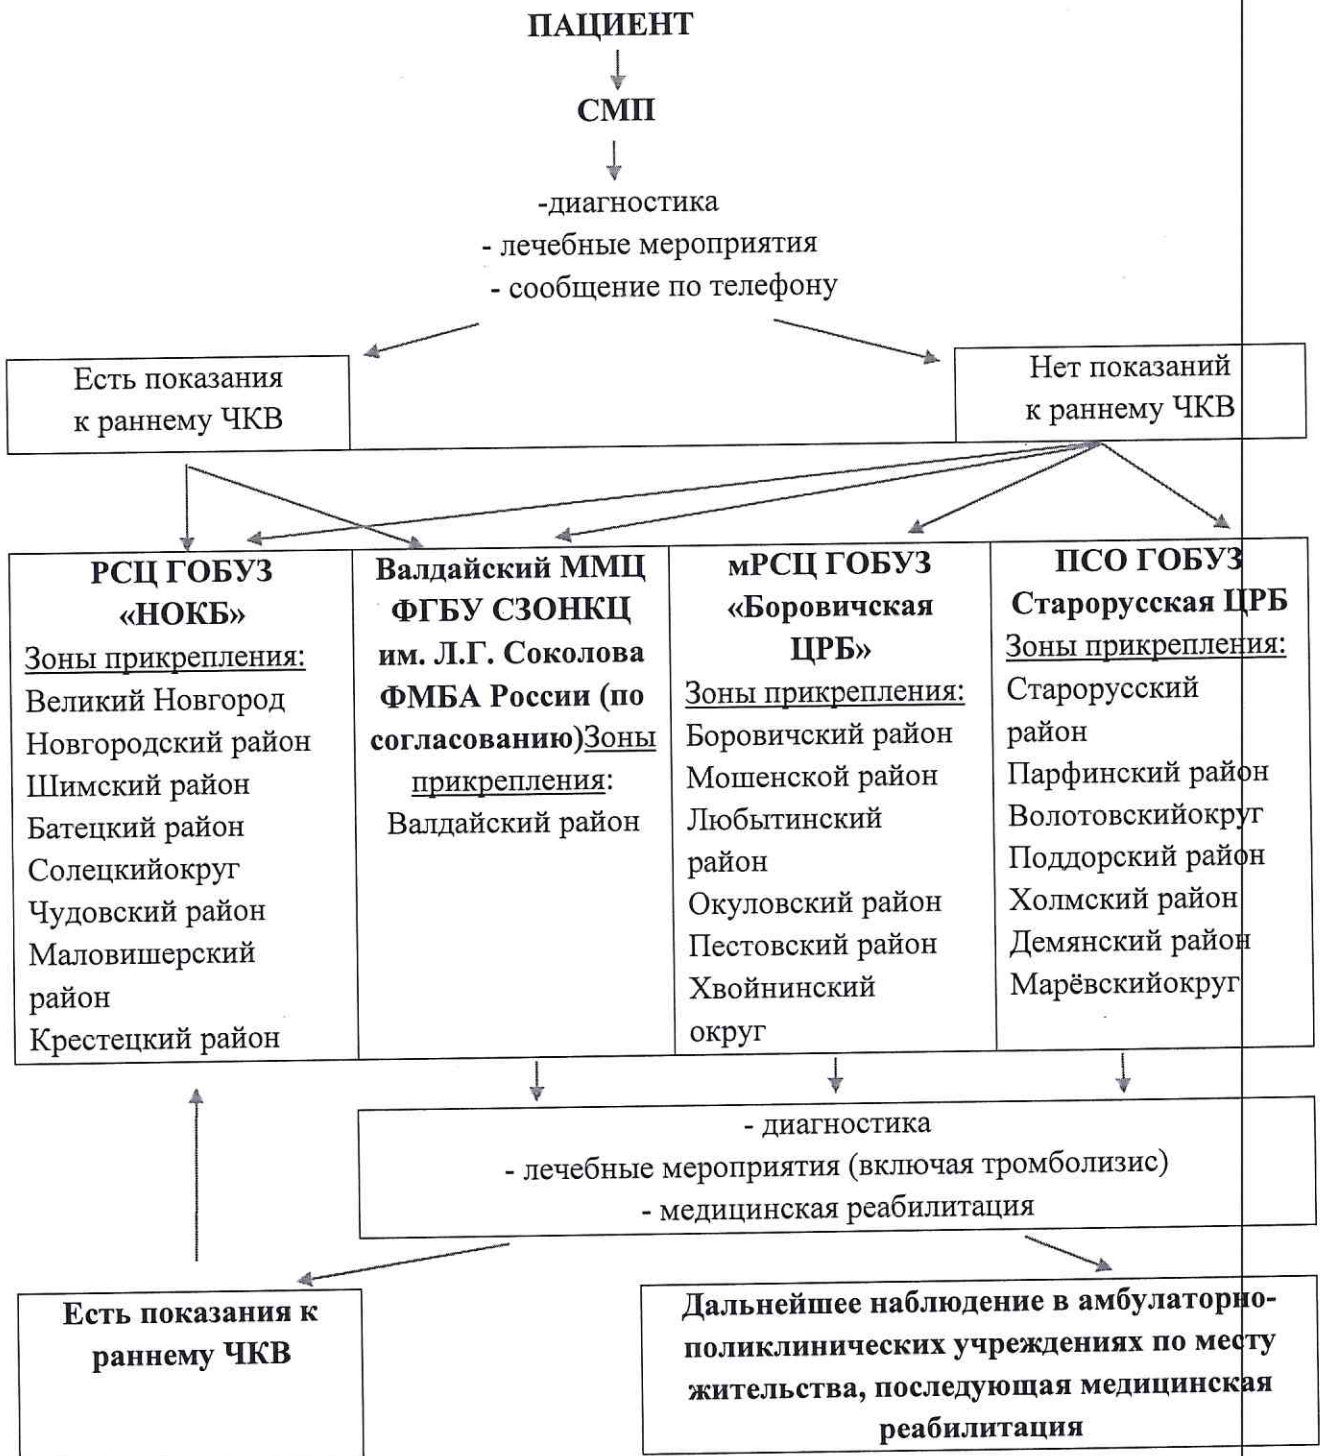 ПАЦИЕНТ
СМП
-диагностика
- лечебные мероприятия
- сообщение по телефону
Есть показания
к раннему ЧКВ
Нет показаний
к раннему ЧКВ
РСЦ ГОБУЗ
«НОКБ»
Зоны прикрепления:
Великий Новгород
Новгородский район
Шимский район
Батецкий район
Солецкийокруг
Чудовский район
Маловишерский
район
Крестецкий район
Валдайский ММЦ
ФГБУ СЗОНКЦ
им. Л.Г. Соколова
ФМБА России (по
согласованию)Зоны
прикрепления:
Валдайский район
мРСЦ ГОБУЗ
«Боровичская
ЦРБ»
Зоны прикрепления:
Боровичский район
Мошенской район
Любытинский
район
Окуловский район
Пестовский район
Хвойнинский
округ
ПСО ГОБУЗ
Старорусская ЦРБ
Зоны прикрепления:
Старорусский
район
Парфинский район
Волотовскийокруг
Поддорский район
Холмский район
Демянский район
Марёвскийокруг
- диагностика
- лечебные мероприятия (включая тромболизис)
- медицинская реабилитация
Есть показания к
раннему ЧКВ
Дальнейшее наблюдение в амбулаторно-
поликлинических учреждениях по месту
жительства, последующая медицинская
реабилитация